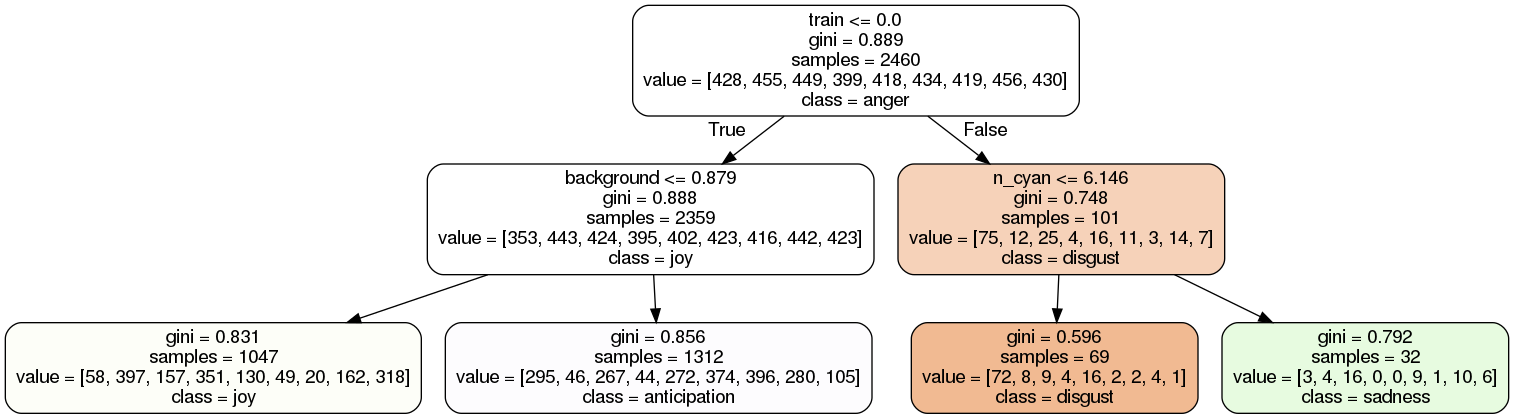 train <= 0.0
gini = 0.889
samples = 2460
value = [428, 455, 449, 399, 418, 434, 419, 456, 430]
class = anger
True
False
background <= 0.879
gini = 0.888
samples = 2359
value = [353, 443, 424, 395, 402, 423, 416, 442, 423]
class = joy
n_cyan <= 6.146
gini = 0.748
samples = 101
value = [75, 12, 25, 4, 16, 11, 3, 14, 7]
class = disgust
gini = 0.831
samples = 1047
value = [58, 397, 157, 351, 130, 49, 20, 162, 318]
class = joy
gini = 0.856
samples = 1312
value = [295, 46, 267, 44, 272, 374, 396, 280, 105]
class = anticipation
gini = 0.596
samples = 69
value = [72, 8, 9, 4, 16, 2, 2, 4, 1]
class = disgust
gini = 0.792
samples = 32
value = [3, 4, 16, 0, 0, 9, 1, 10, 6]
class = sadness